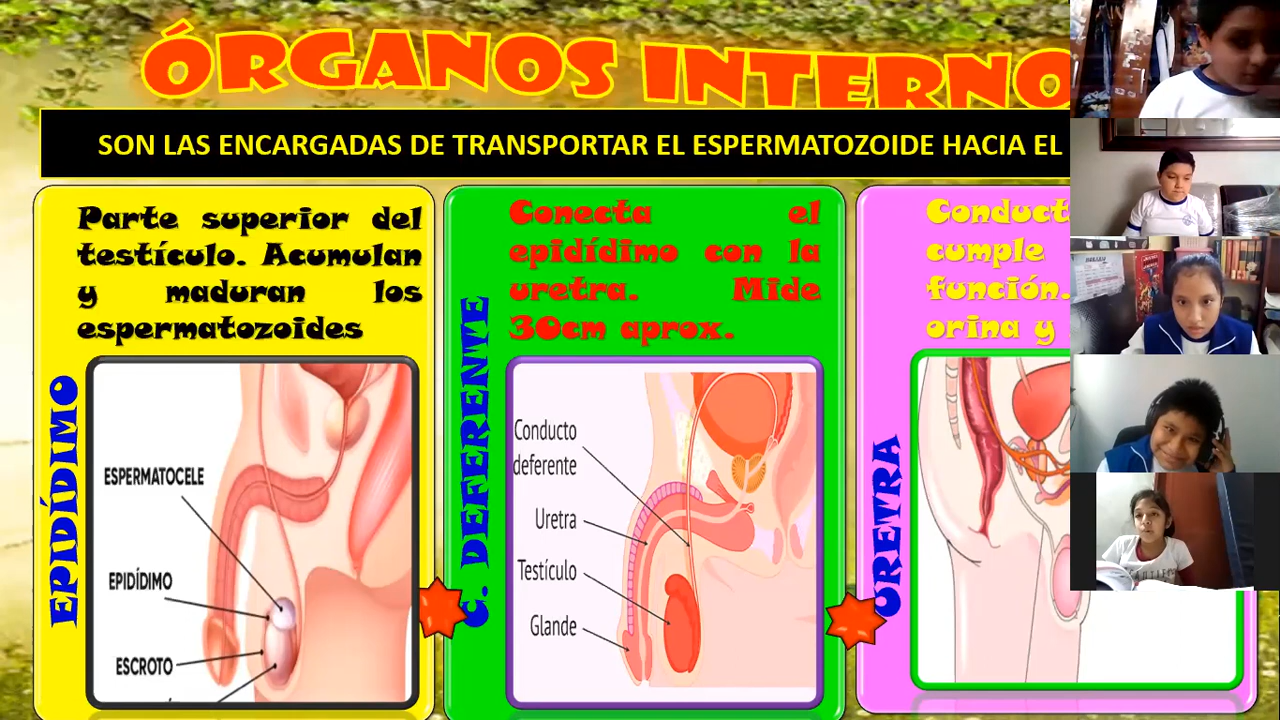 ÓRGANOS INTERNO
SON LAS ENCARGADAS DE TRANSPORTAR EL ESPERMATOZOIDE HACIA EL
EPIDÍDIMO
Parte superior del
testículo. Acumulan
y maduran los
espermatozoides
ESPERMATOCELE
EPIDÍDIMO
ESCROTO
C. DEFERENTE
Conecta el
epidídimo con la
uretra. Mide
30cm aprox.
Conducto
deferente
Uretra
Testículo
Glande
URETRA
Conduct
cumple
función.
orina y